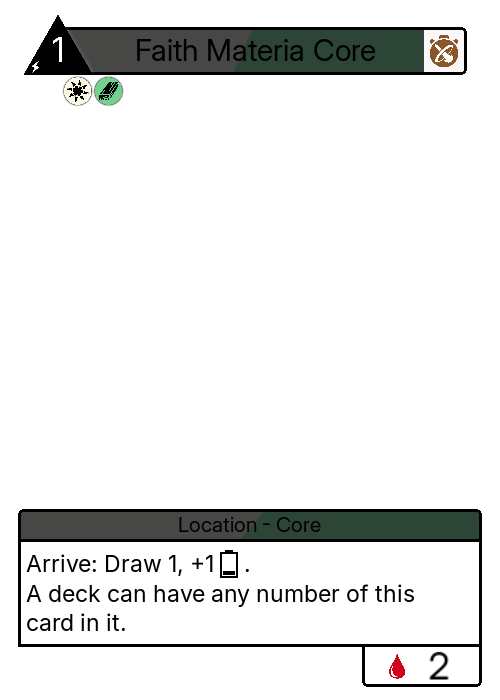 1 Faith Materia Core
Location - Core
Arrive: Draw 1, +1 .
A deck can have any number of this
card in it.
2